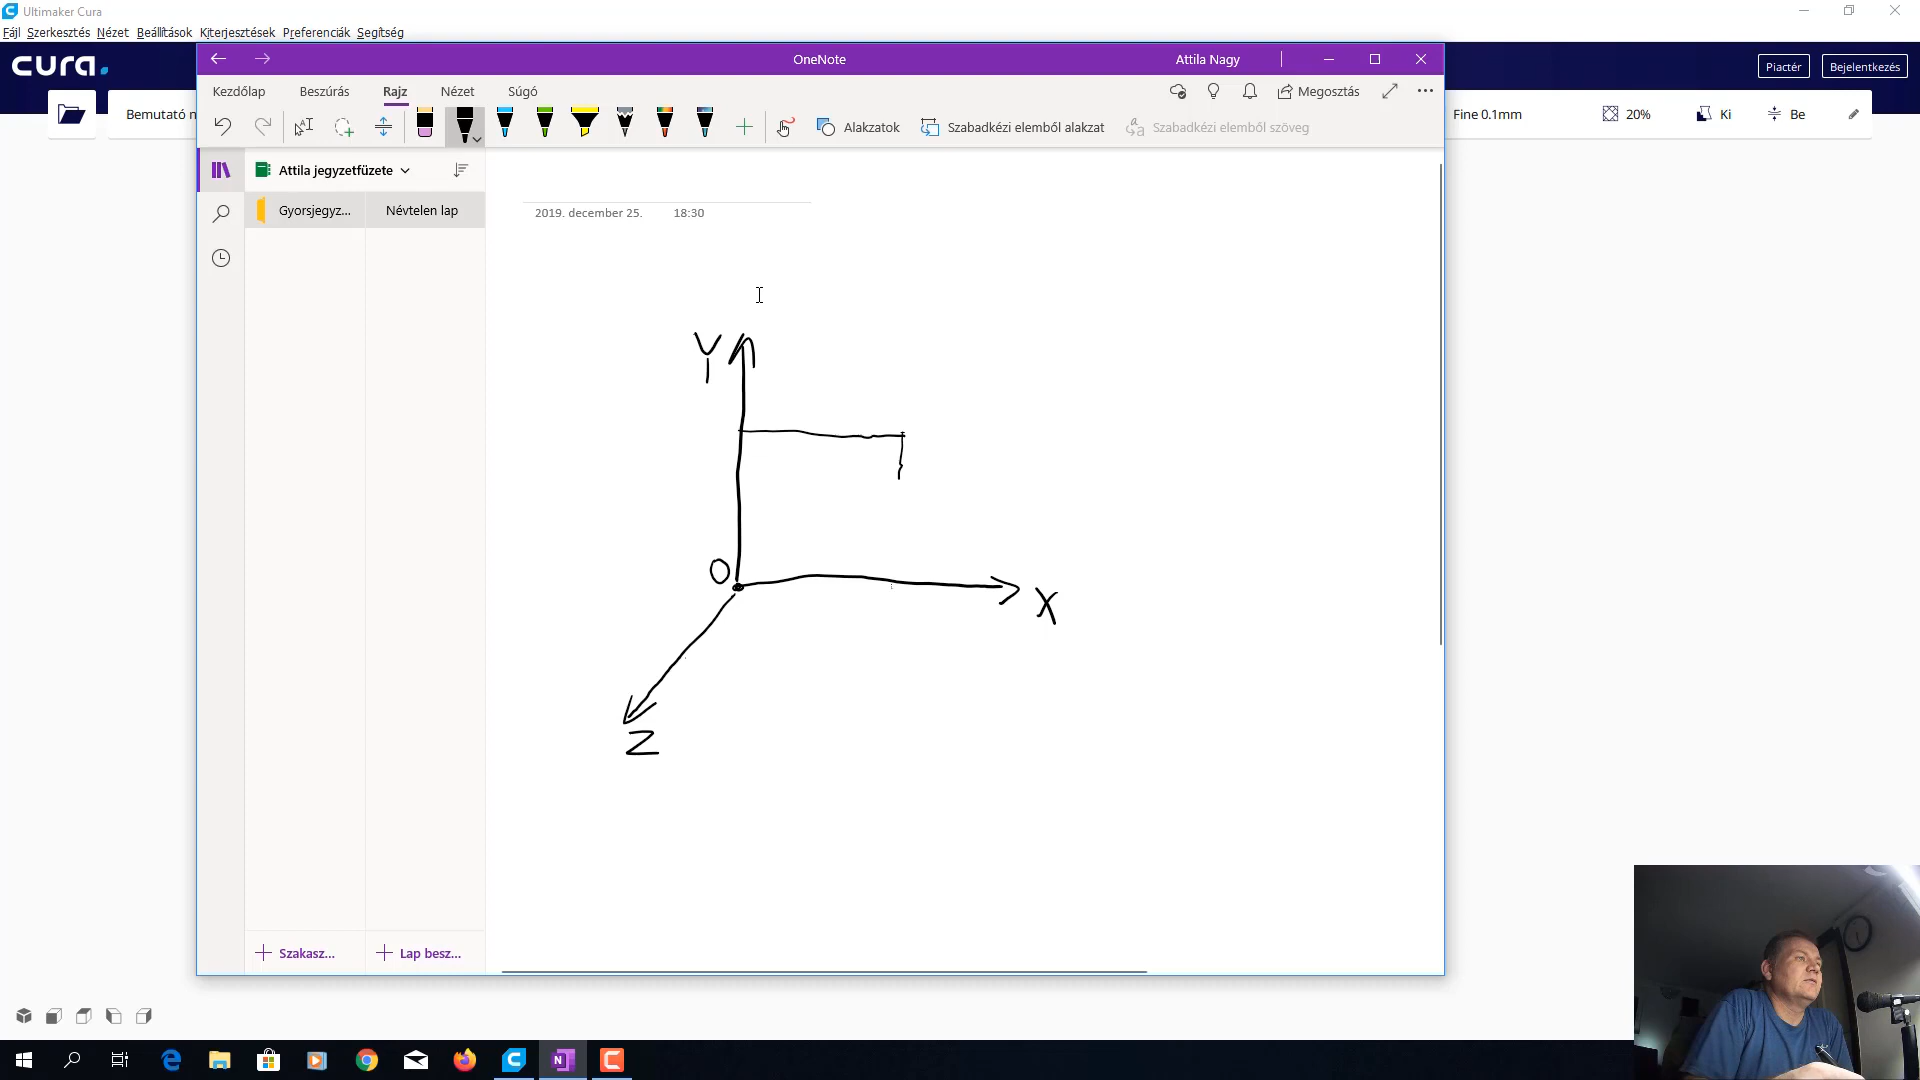 Ultimaker Cura
Fájl Szerkesztés Nézet Beállítások Kiterjesztések Preferenciák Segítség
cura.
OneNote
Attila Nagy
Piactér
Bejelentkezés
Kezdőlap Beszúrás Rajz Nézet Súgó
Megosztás
Bemutató n
Alakzatok
Szabadkézi elemből alakzat
Szabadkézi elemből szöveg
Fine 0.1mm
20%
Ki
Be
Attila jegyzetfüzete
Gyorsjegyz...
Névtelen lap
2019. december 25. 18:30
Y
O
X
Z
Szakasz...
Lap besz...